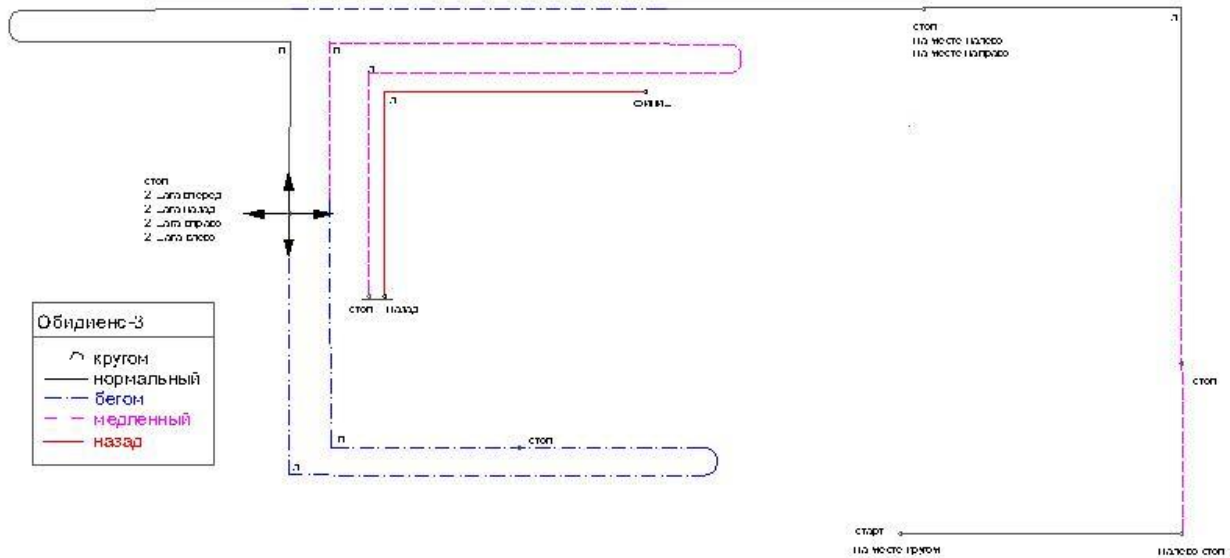 стоп
на месте налево
на месте направо
л
п
п
л
л
стоп
2 шага вперед
2 шага назад
2 шага вправо
2 шага влево
стоп
назад
Обидиенс-3
кругом
нормальный
бегом
медленный
назад
стоп
п
стоп
л
старт
на месте кругом
налево стоп